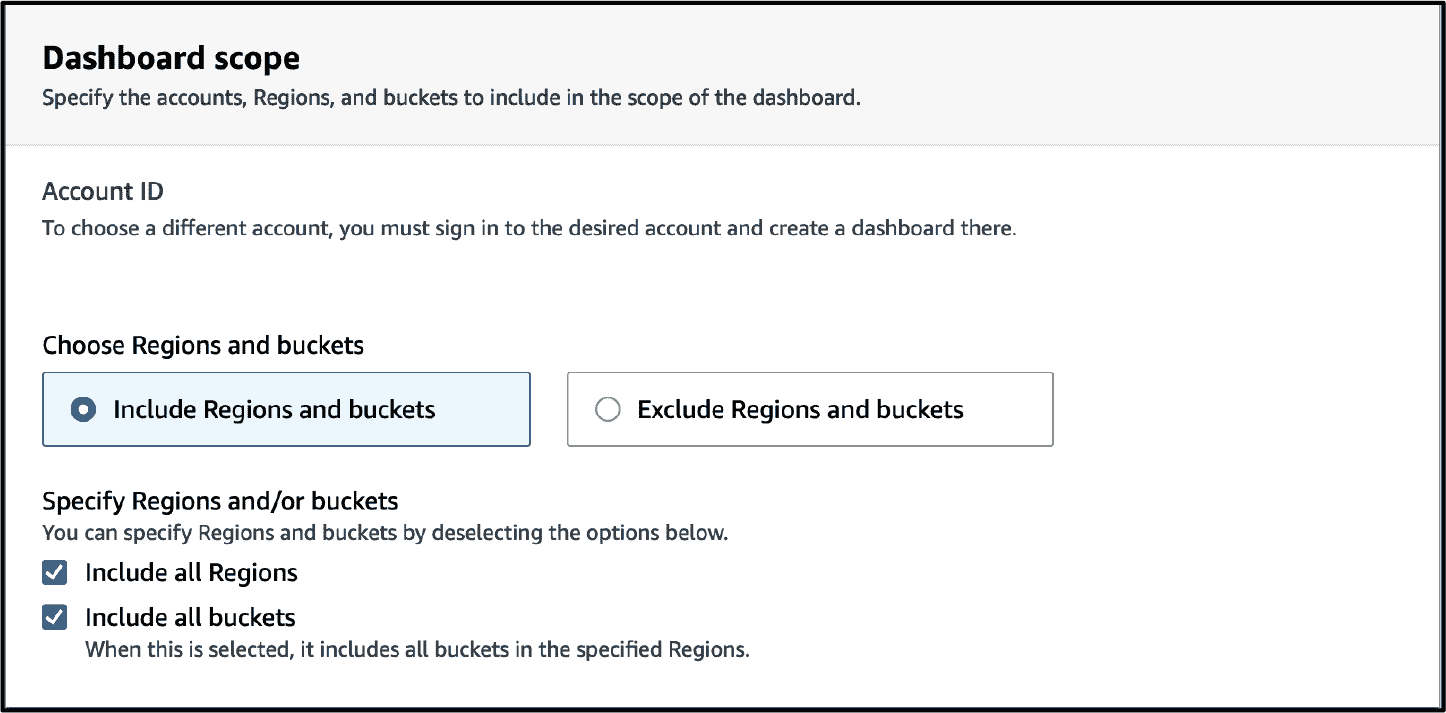 Dashboard scope
Specify the accounts, Regions, and buckets to include in the scope of the dashboard.
Account ID
To choose a different account, you must sign in to the desired account and create a dashboard there.
Choose Regions and buckets
Include Regions and buckets
Exclude Regions and buckets
Specify Regions and/or buckets
You can specify Regions and buckets by deselecting the options below.
Include all Regions
Include all buckets
When this is selected, it includes all buckets in the specified Regions.